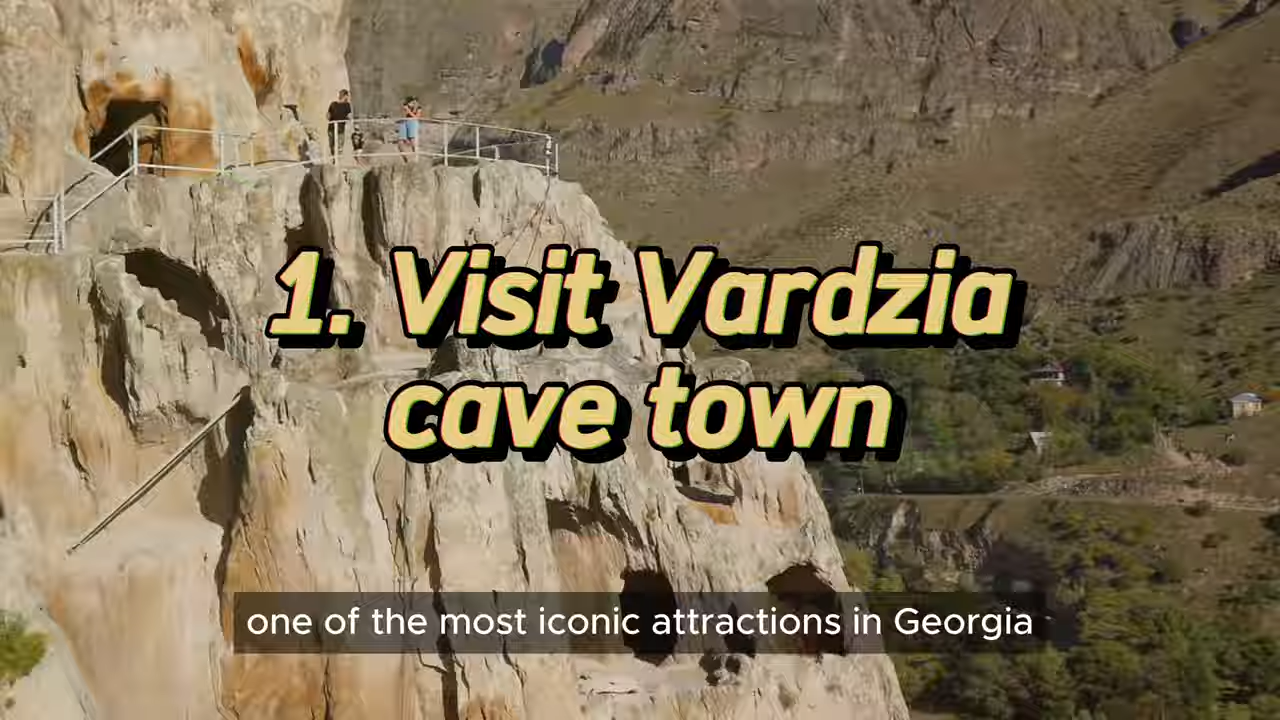 1. Visit Vardzia
cave town
one of the most iconic attractions in Georgia